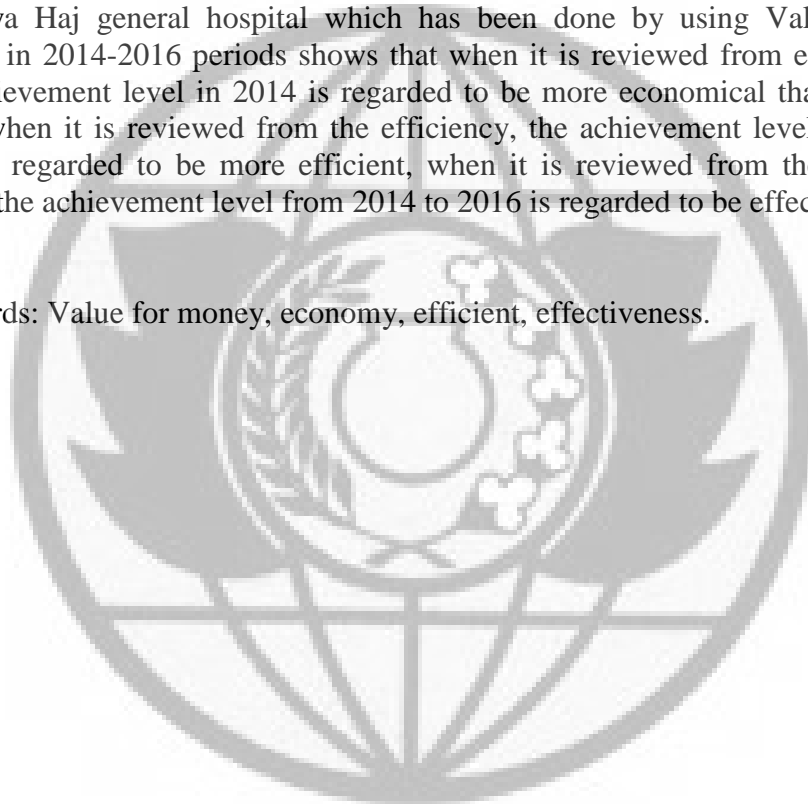 va Haj general hospital which has been done by using Val
in 2014-2016 periods shows that when it is reviewed from e
ievement level in 2014 is regarded to be more economical tha
when it is reviewed from the efficiency, the achievement level
regarded to be more efficient, when it is reviewed from the
the achievement level from 2014 to 2016 is regarded to be effec
rds: Value for money, economy, efficient, effectiveness.